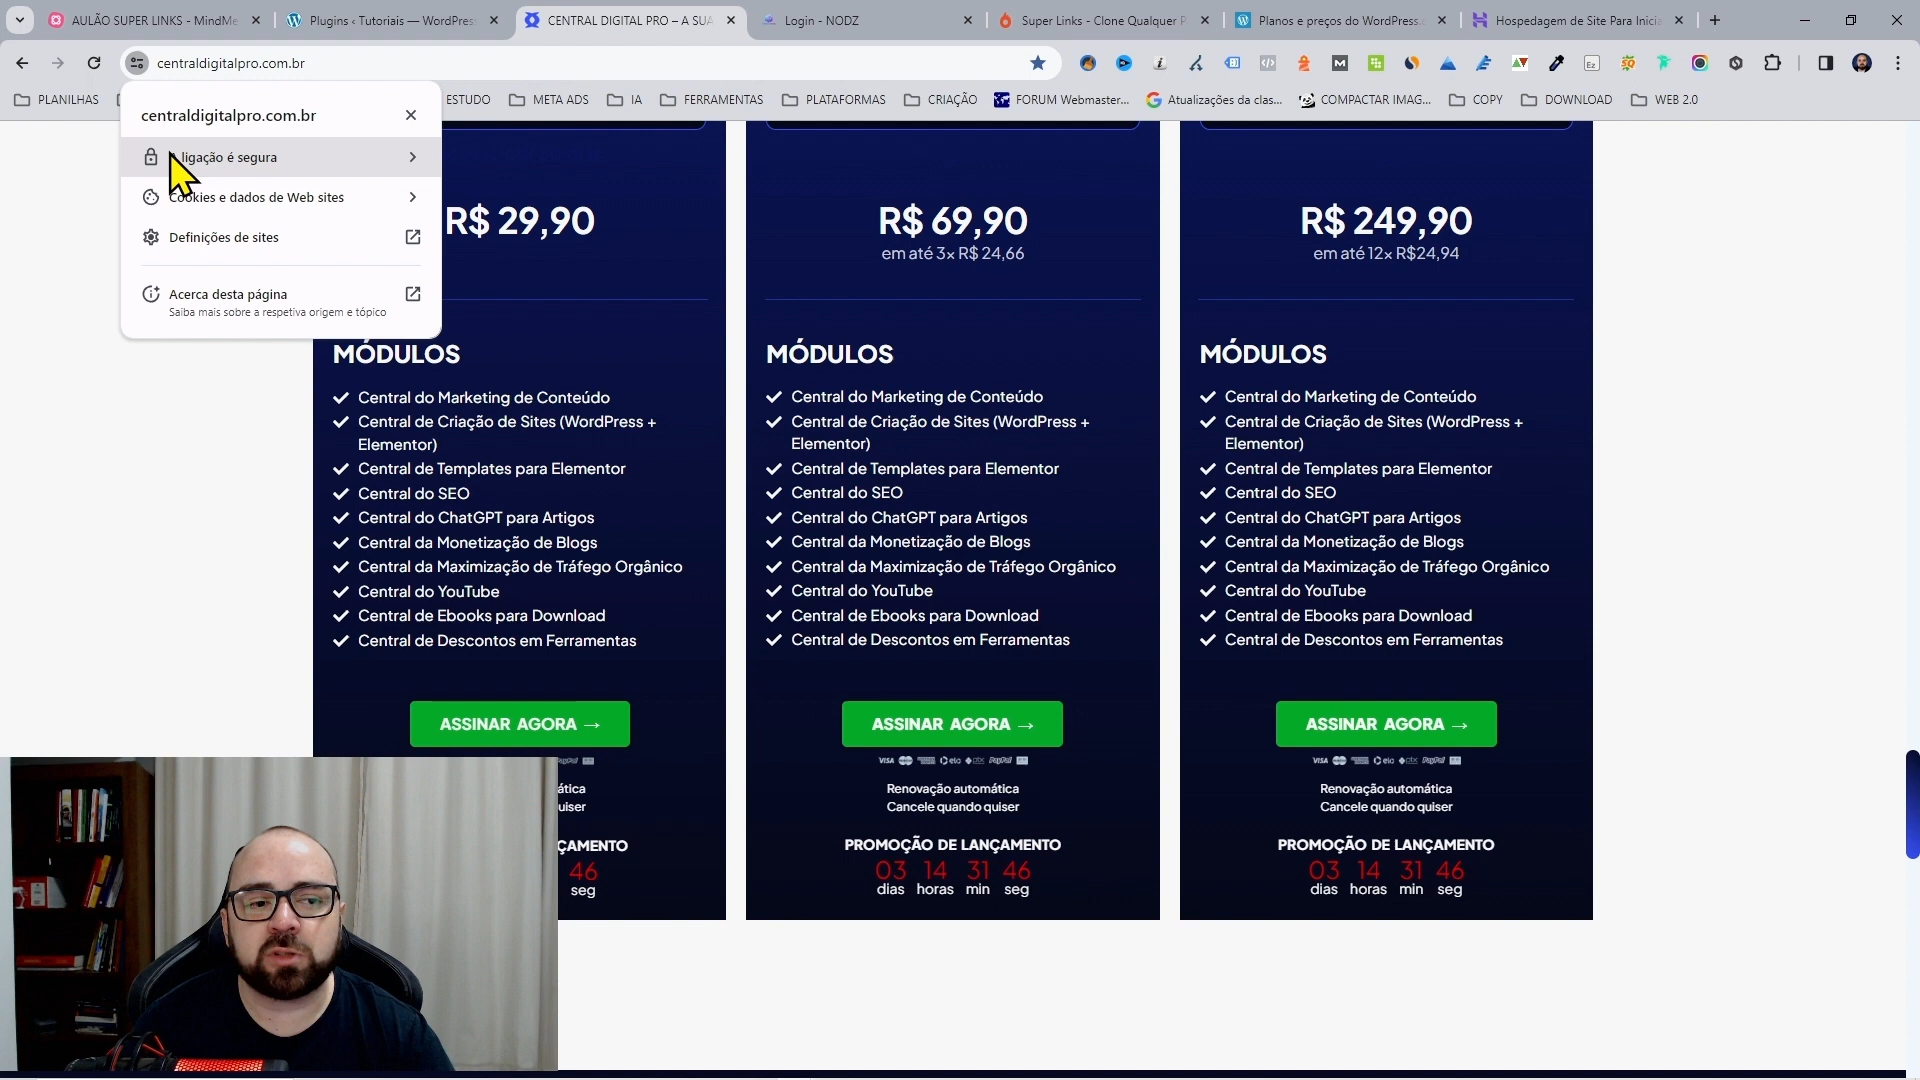 AULÃO SUPER LINKS - MindMe
Plugins ‹ Tutoriais — WordPress
CENTRAL DIGITAL PRO – A SUA
Login - NODZ
Super Links - Clone Qualquer P
Planos e preços do WordPress.
Hospedagem de Site Para Inicia
centraldigitalpro.com.br
PLANILHAS
ESTUDO
META ADS
IA
FERRAMENTAS
PLATAFORMAS
CRIAÇÃO
FORUM Webmaster...
Atualizações da clas...
COMPACTAR IMAG...
COPY
DOWNLOAD
WEB 2.0
centraldigitalpro.com.br
ligação é segura
Cookies e dados de Web sites
Definições de sites
Acerca desta página
Saiba mais sobre a respetiva origem e tópico
R$ 29,90
MÓDULOS
Central do Marketing de Conteúdo
Central de Criação de Sites (WordPress +
Elementor)
Central de Templates para Elementor
Central do SEO
Central do ChatGPT para Artigos
Central da Monetização de Blogs
Central da Maximização de Tráfego Orgânico
Central do YouTube
Central de Ebooks para Download
Central de Descontos em Ferramentas
ASSINAR AGORA →
PayPal
ática
uiser
ÇAMENTO
46
seg
R$ 69,90
em até 3x R$ 24,66
MÓDULOS
Central do Marketing de Conteúdo
Central de Criação de Sites (WordPress +
Elementor)
Central de Templates para Elementor
Central do SEO
Central do ChatGPT para Artigos
Central da Monetização de Blogs
Central da Maximização de Tráfego Orgânico
Central do YouTube
Central de Ebooks para Download
Central de Descontos em Ferramentas
ASSINAR AGORA →
VISA elo PayPal
Renovação automática
Cancele quando quiser
PROMOÇÃO DE LANÇAMENTO
03 14 31 46
dias horas min seg
R$ 249,90
em até 12x R$24,94
MÓDULOS
Central do Marketing de Conteúdo
Central de Criação de Sites (WordPress +
Elementor)
Central de Templates para Elementor
Central do SEO
Central do ChatGPT para Artigos
Central da Monetização de Blogs
Central da Maximização de Tráfego Orgânico
Central do YouTube
Central de Ebooks para Download
Central de Descontos em Ferramentas
ASSINAR AGORA →
VISA elo PayPal
Renovação automática
Cancele quando quiser
PROMOÇÃO DE LANÇAMENTO
03 14 31 46
dias horas min seg